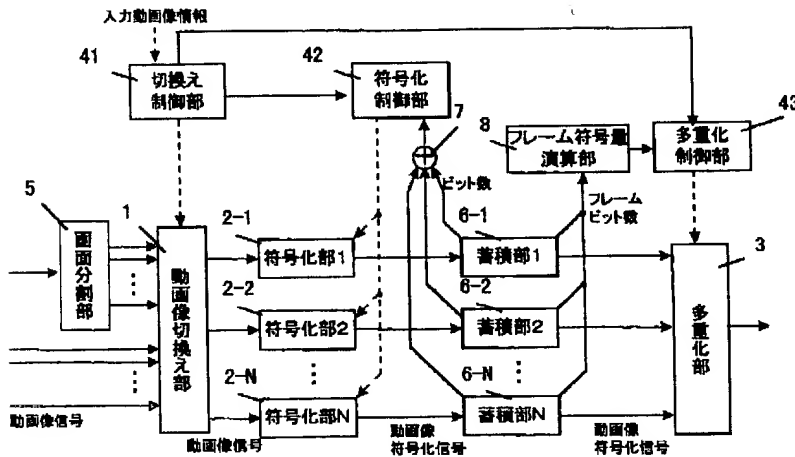 入力動画像情報
41
切換え
制御部
42
符号化
制御部
7
8
フレーム符号量
演算部
43
多重化
制御部
ビット数
フレーム
ビット数
5
画面分割部
1
動画像切換え部
2-1
符号化部1
6-1
蓄積部1
3
多重化部
2-2
符号化部2
6-2
蓄積部2
2-N
符号化部N
6-N
蓄積部N
動画像信号
動画像信号
動画像
符号化信号
動画像
符号化信号